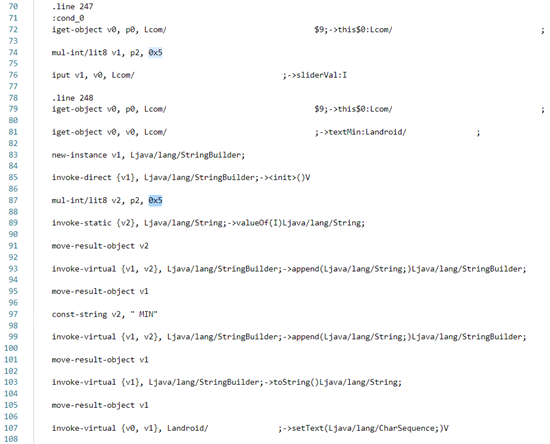 70 .line 247
71 :cond_0
72 iget-object v0, p0, Lcom/ $9;->this$0:Lcom/ ;
73
74 mul-int/lit8 v1, p2, 0x5
75
76 iput v1, v0, Lcom/ ;->sliderVal:I
77
78 .line 248
79 iget-object v0, p0, Lcom/ $9;->this$0:Lcom/ ;
80
81 iget-object v0, v0, Lcom/ ;->textMin:Landroid/ ;
82
83 new-instance v1, Ljava/lang/StringBuilder;
84
85 invoke-direct {v1}, Ljava/lang/StringBuilder;-><init>()V
86
87 mul-int/lit8 v2, p2, 0x5
88
89 invoke-static {v2}, Ljava/lang/String;->valueOf(I)Ljava/lang/String;
90
91 move-result-object v2
92
93 invoke-virtual {v1, v2}, Ljava/lang/StringBuilder;->append(Ljava/lang/String;)Ljava/lang/StringBuilder;
94
95 move-result-object v1
96
97 const-string v2, " MIN"
98
99 invoke-virtual {v1, v2}, Ljava/lang/StringBuilder;->append(Ljava/lang/String;)Ljava/lang/StringBuilder;
100
101 move-result-object v1
102
103 invoke-virtual {v1}, Ljava/lang/StringBuilder;->toString()Ljava/lang/String;
104
105 move-result-object v1
106
107 invoke-virtual {v0, v1}, Landroid/ ;->setText(Ljava/lang/CharSequence;)V
108